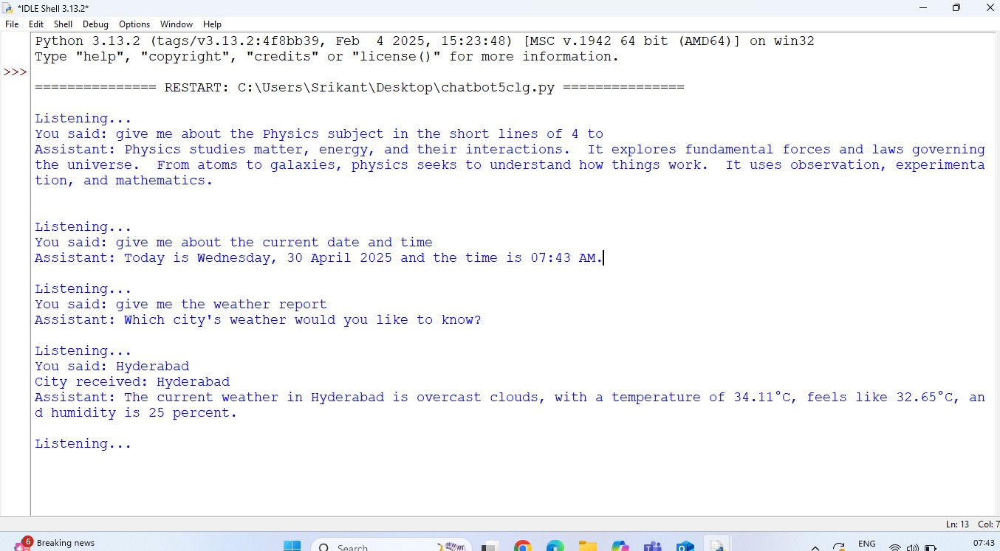 *IDLE Shell 3.13.2*
File Edit Shell Debug Options Window Help
Python 3.13.2 (tags/v3.13.2:4f8bb39, Feb  4 2025, 15:23:48) [MSC v.1942 64 bit (AMD64)] on win32
Type "help", "copyright", "credits" or "license()" for more information.
>>>
=============== RESTART: C:\Users\Srikant\Desktop\chatbot5clg.py ===============
Listening...
You said: give me about the Physics subject in the short lines of 4 to
Assistant: Physics studies matter, energy, and their interactions.  It explores fundamental forces and laws governing
the universe.  From atoms to galaxies, physics seeks to understand how things work.  It uses observation, experimenta
tion, and mathematics.
Listening...
You said: give me about the current date and time
Assistant: Today is Wednesday, 30 April 2025 and the time is 07:43 AM.
Listening...
You said: give me the weather report
Assistant: Which city's weather would you like to know?
Listening...
You said: Hyderabad
City received: Hyderabad
Assistant: The current weather in Hyderabad is overcast clouds, with a temperature of 34.11°C, feels like 32.65°C, an
d humidity is 25 percent.
Listening...
Ln: 13 Col: 7
6 Breaking news
Search
ENG
07:43